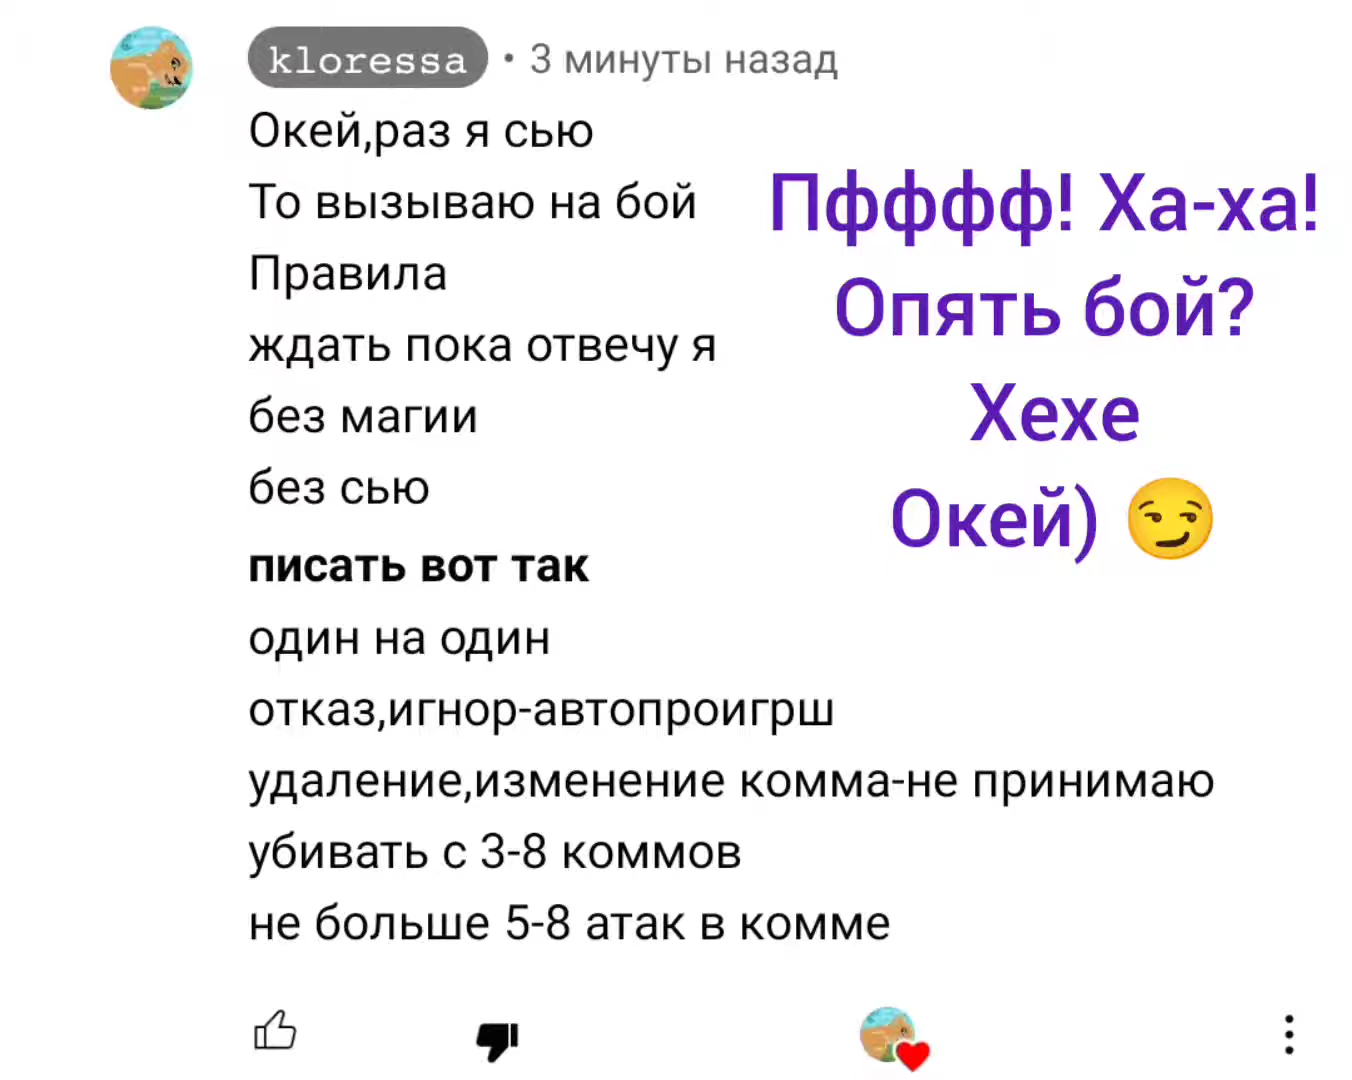 kloressa • 3 минуты назад
Окей,раз я сью
То вызываю на бой
Правила
ждать пока отвечу я
без магии
без сью
писать вот так
один на один
отказ,игнор-автопроигрш
удаление,изменение комма-не принимаю
убивать с 3-8 коммов
не больше 5-8 атак в комме
Пфффф! Ха-ха!
Опять бой?
Хехе
Окей) 😏